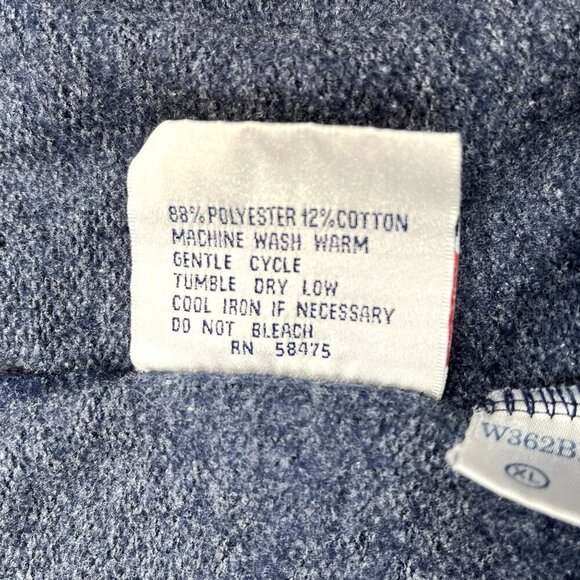 88% POLYESTER 12% COTTON
MACHINE WASH WARM
GENTLE CYCLE
TUMBLE DRY LOW
COOL IRON IF NECESSARY
DO NOT BLEACH
RN 58475
W362B
XL